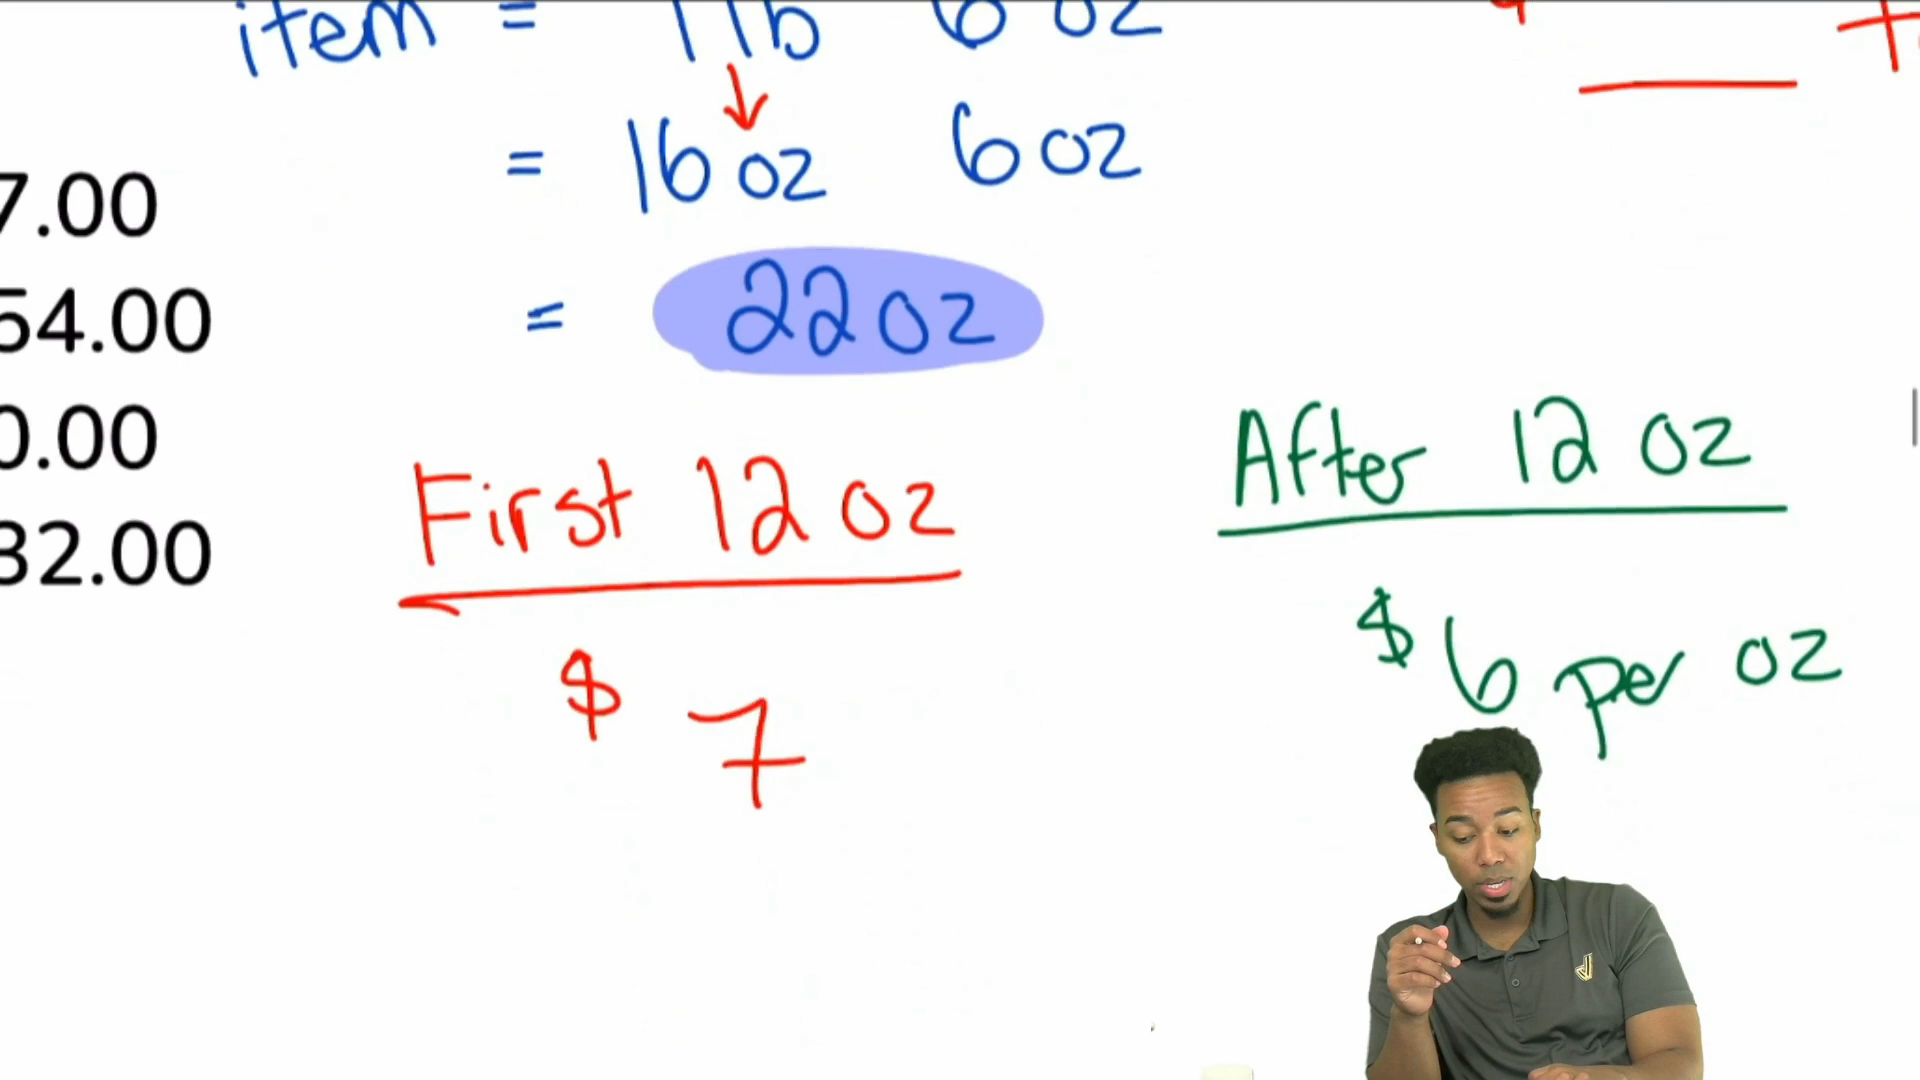 item = 1 lb 6 oz
= 16 oz 6 oz
7.00
= 22 oz
54.00
After 12 oz
0.00
First 12 oz
32.00
$6 per oz
$7